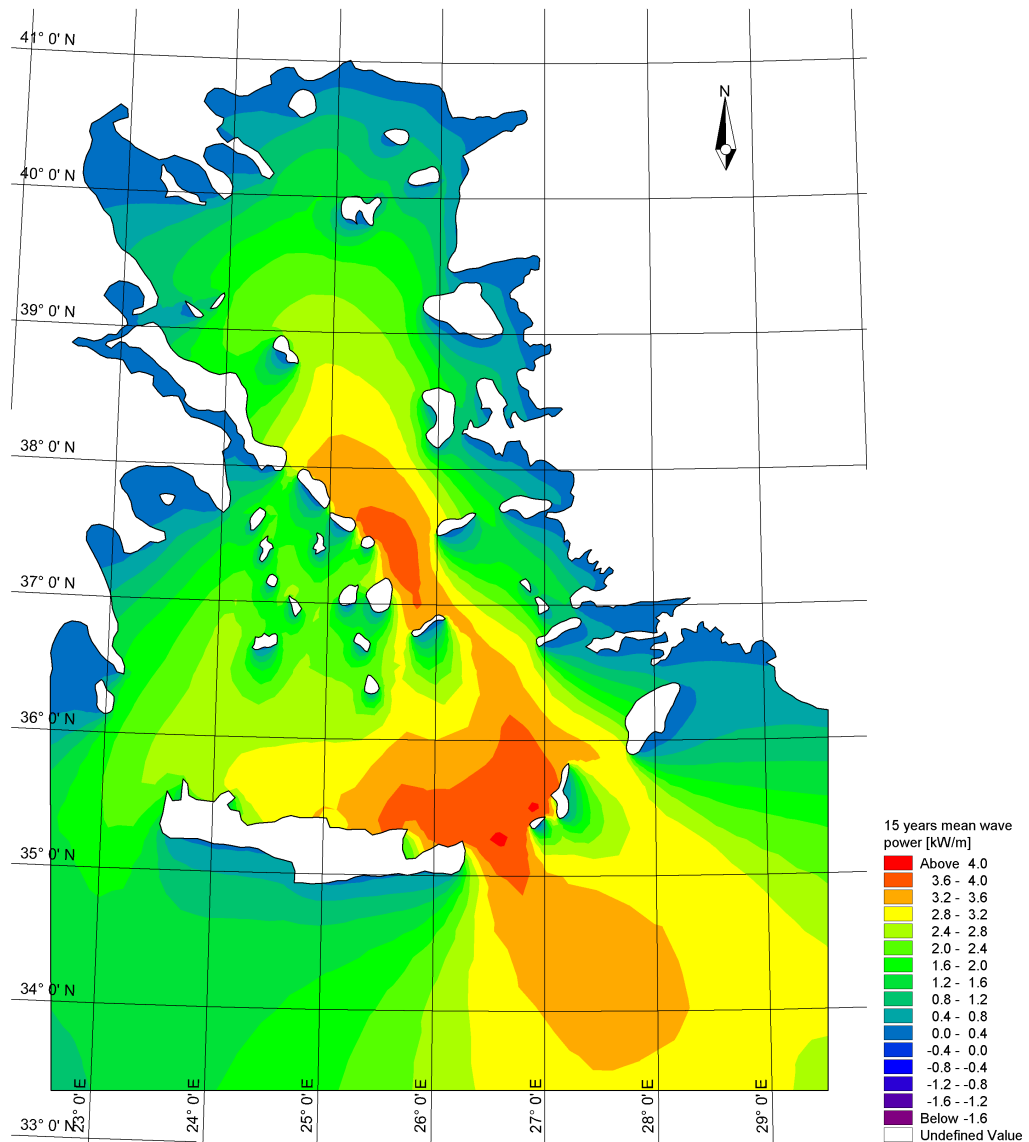 41° 0' N
N
40° 0' N
39° 0' N
38° 0' N
37° 0' N
36° 0' N
35° 0' N
34° 0' N
33° 0' N
23° 0' E
24° 0' E
25° 0' E
26° 0' E
27° 0' E
28° 0' E
29° 0' E
15 years mean wave
power [kW/m]
Above 4.0
3.6 - 4.0
3.2 - 3.6
2.8 - 3.2
2.4 - 2.8
2.0 - 2.4
1.6 - 2.0
1.2 - 1.6
0.8 - 1.2
0.4 - 0.8
0.0 - 0.4
-0.4 - 0.0
-0.8 - -0.4
-1.2 - -0.8
-1.6 - -1.2
Below -1.6
Undefined Value